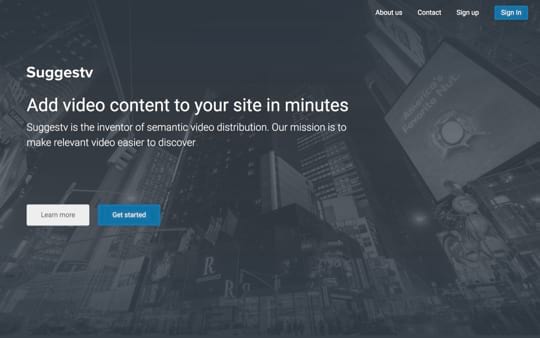 About us
Contact
Sign up
Sign In
Suggestv
Add video content to your site in minutes
Suggestv is the inventor of semantic video distribution. Our mission is to
make relevant video easier to discover
Learn more
Get started
America's
Favorite Nut.
R
R